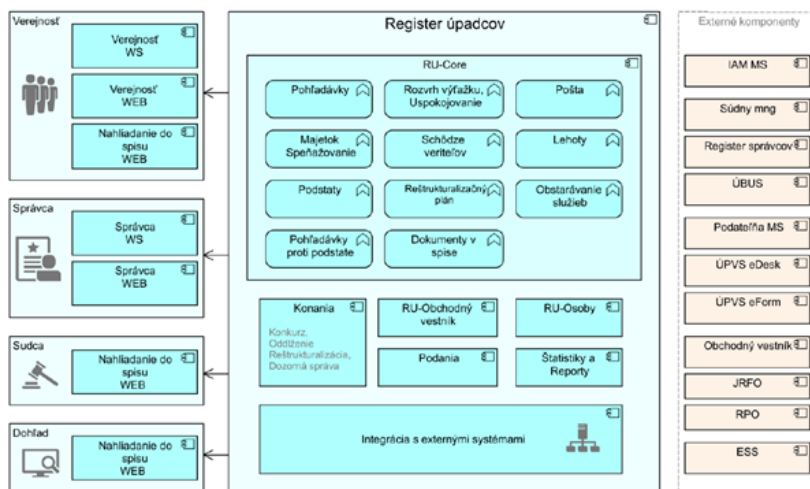 Verejnosť
Verejnosť
WS
Verejnosť
WEB
Nahliadanie do
spisu
WEB
Správca
Správca
WS
Správca
WEB
Sudca
Nahliadanie do
spisu
WEB
Dohľad
Nahliadanie do
spisu
WEB
Register úpadcov
RU-Core
Pohľadávky
Rozvrh výťažku,
Uspokojovanie
Pošta
Majetok
Speňažovanie
Schôdze
veriteľov
Lehoty
Podstaty
Reštrukturalizačný
plán
Obstarávanie
služieb
Pohľadávky
proti podstate
Dokumenty v
spise
Konania
Konkurz,
Oddlženie
Reštrukturalizácia,
Dozorná správa
RU-Obchodný
vestník
RU-Osoby
Podania
Štatistiky a
Reporty
Integrácia s externými systémami
Externé komponenty
IAM MS
Súdny mng
Register správcov
ÚBUS
Podateľňa MS
ÚPVS eDesk
ÚPVS eForm
Obchodný vestník
JRFO
RPO
ESS